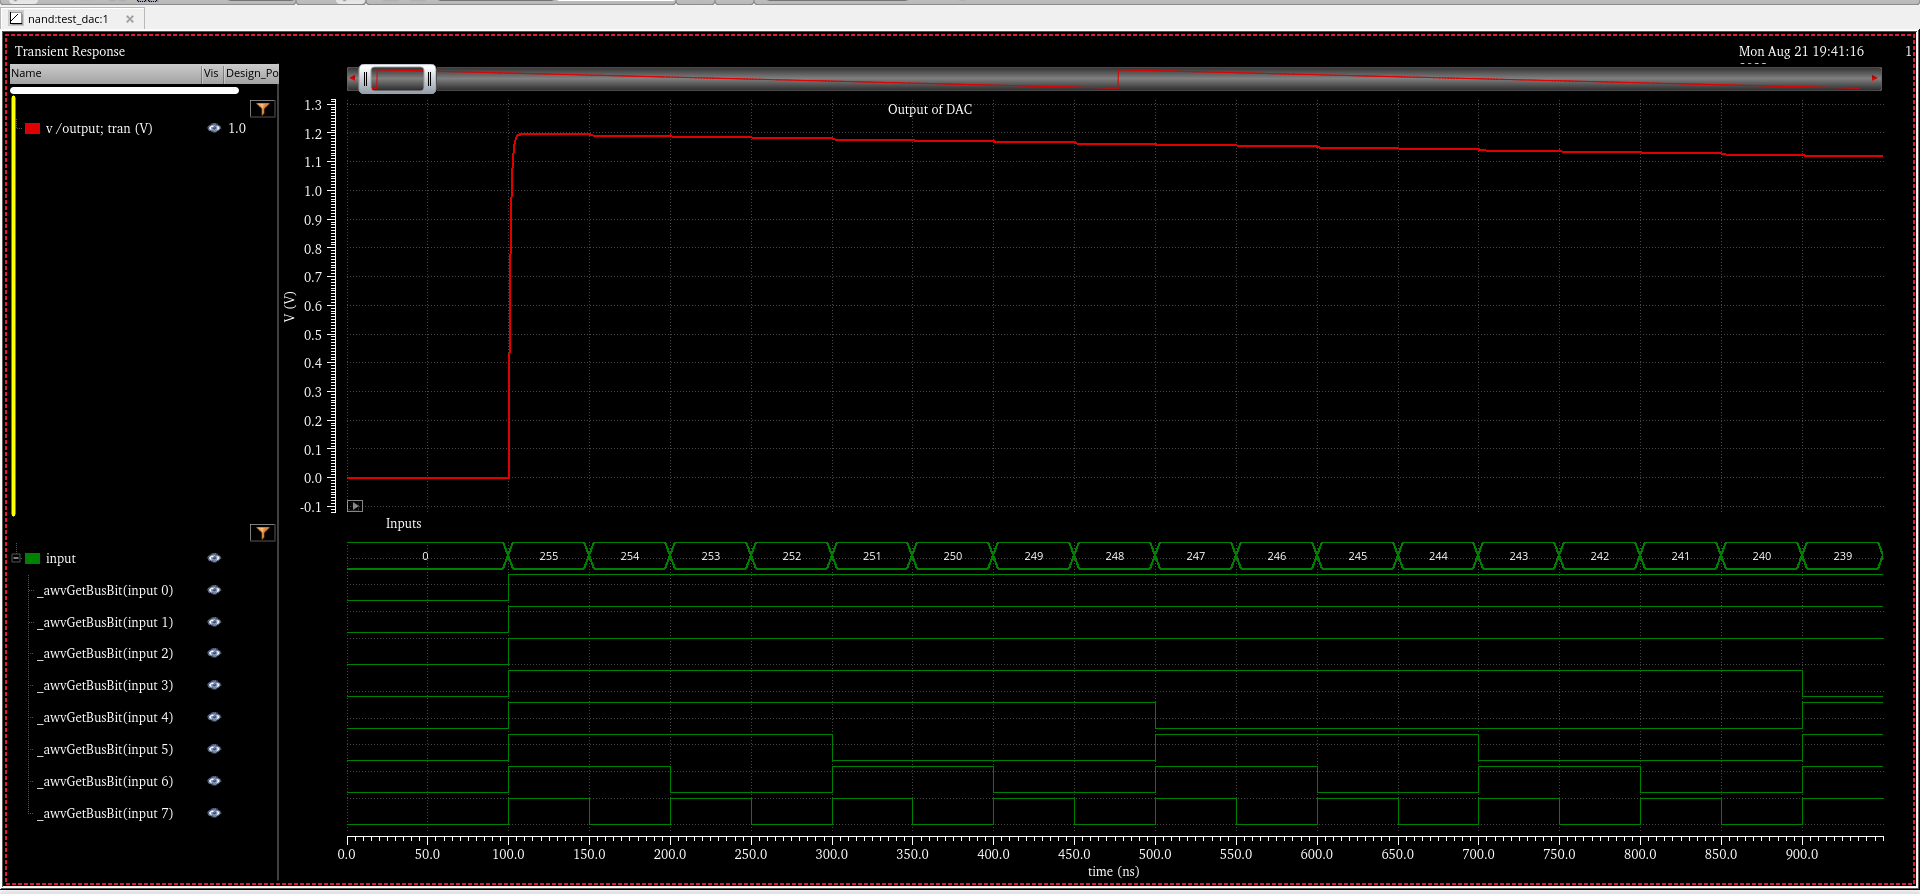 nand:test_dac:1
Transient Response
Mon Aug 21 19:41:16
1
Name Vis Design_Po
Output of DAC
v /output; tran (V) 1.0
1.3
1.2
1.1
1.0
0.9
0.8
0.7
0.6
0.5
0.4
0.3
0.2
0.1
0.0
-0.1
V (V)
Inputs
input
0 255 254 253 252 251 250 249 248 247 246 245 244 243 242 241 240 239
_awvGetBusBit(input 0)
_awvGetBusBit(input 1)
_awvGetBusBit(input 2)
_awvGetBusBit(input 3)
_awvGetBusBit(input 4)
_awvGetBusBit(input 5)
_awvGetBusBit(input 6)
_awvGetBusBit(input 7)
0.0 50.0 100.0 150.0 200.0 250.0 300.0 350.0 400.0 450.0 500.0 550.0 600.0 650.0 700.0 750.0 800.0 850.0 900.0
time (ns)